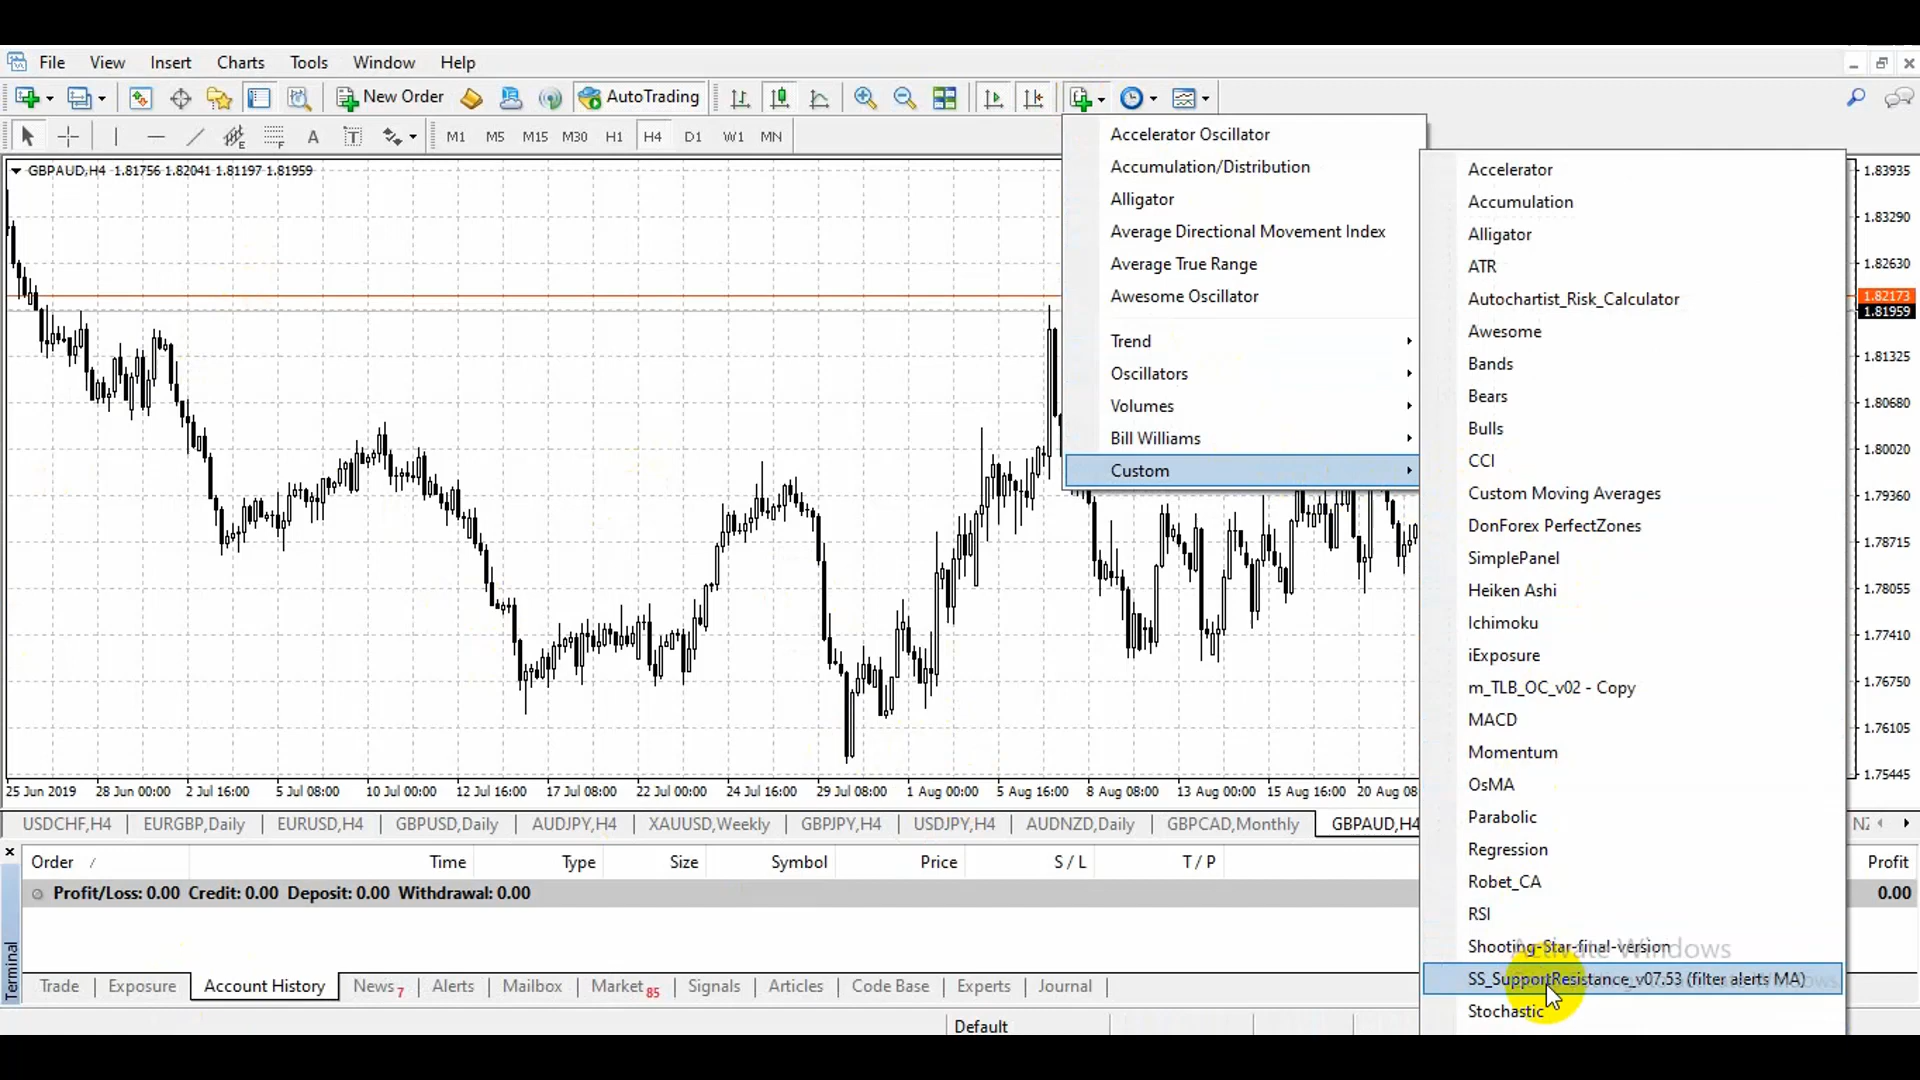 File View Insert Charts Tools Window Help
New Order AutoTrading
A T E F M1 M5 M15 M30 H1 H4 D1 W1 MN
GBPAUD,H4 1.81756 1.82041 1.81197 1.81959
Accelerator Oscillator
Accumulation/Distribution
Alligator
Average Directional Movement Index
Average True Range
Awesome Oscillator
Trend
Oscillators
Volumes
Bill Williams
Custom
Accelerator
Accumulation
Alligator
ATR
Autochartist_Risk_Calculator
Awesome
Bands
Bears
Bulls
CCI
Custom Moving Averages
DonForex PerfectZones
SimplePanel
Heiken Ashi
Ichimoku
iExposure
m_TLB_OC_v02 - Copy
MACD
Momentum
OsMA
Parabolic
Regression
Robet_CA
RSI
Shooting-Star-final-version
SS_SupportResistance_v07.53 (filter alerts MA)
Stochastic
Activate Windows
1.83935
1.83290
1.82630
1.82173
1.81959
1.81325
1.80680
1.80020
1.79360
1.78715
1.78055
1.77410
1.76750
1.76105
1.75445
25 Jun 2019 28 Jun 00:00 2 Jul 16:00 5 Jul 08:00 10 Jul 00:00 12 Jul 16:00 17 Jul 08:00 22 Jul 00:00 24 Jul 16:00 29 Jul 08:00 1 Aug 00:00 5 Aug 16:00 8 Aug 08:00 13 Aug 00:00 15 Aug 16:00 20 Aug 08
USDCHF,H4 EURGBP,Daily EURUSD,H4 GBPUSD,Daily AUDJPY,H4 XAUUSD,Weekly GBPJPY,H4 USDJPY,H4 AUDNZD,Daily GBPCAD,Monthly GBPAUD,H4 NZ
Order / Time Type Size Symbol Price S / L T / P Profit
Profit/Loss: 0.00 Credit: 0.00 Deposit: 0.00 Withdrawal: 0.00 0.00
Terminal
Trade Exposure Account History News 7 Alerts Mailbox Market 85 Signals Articles Code Base Experts Journal
Default